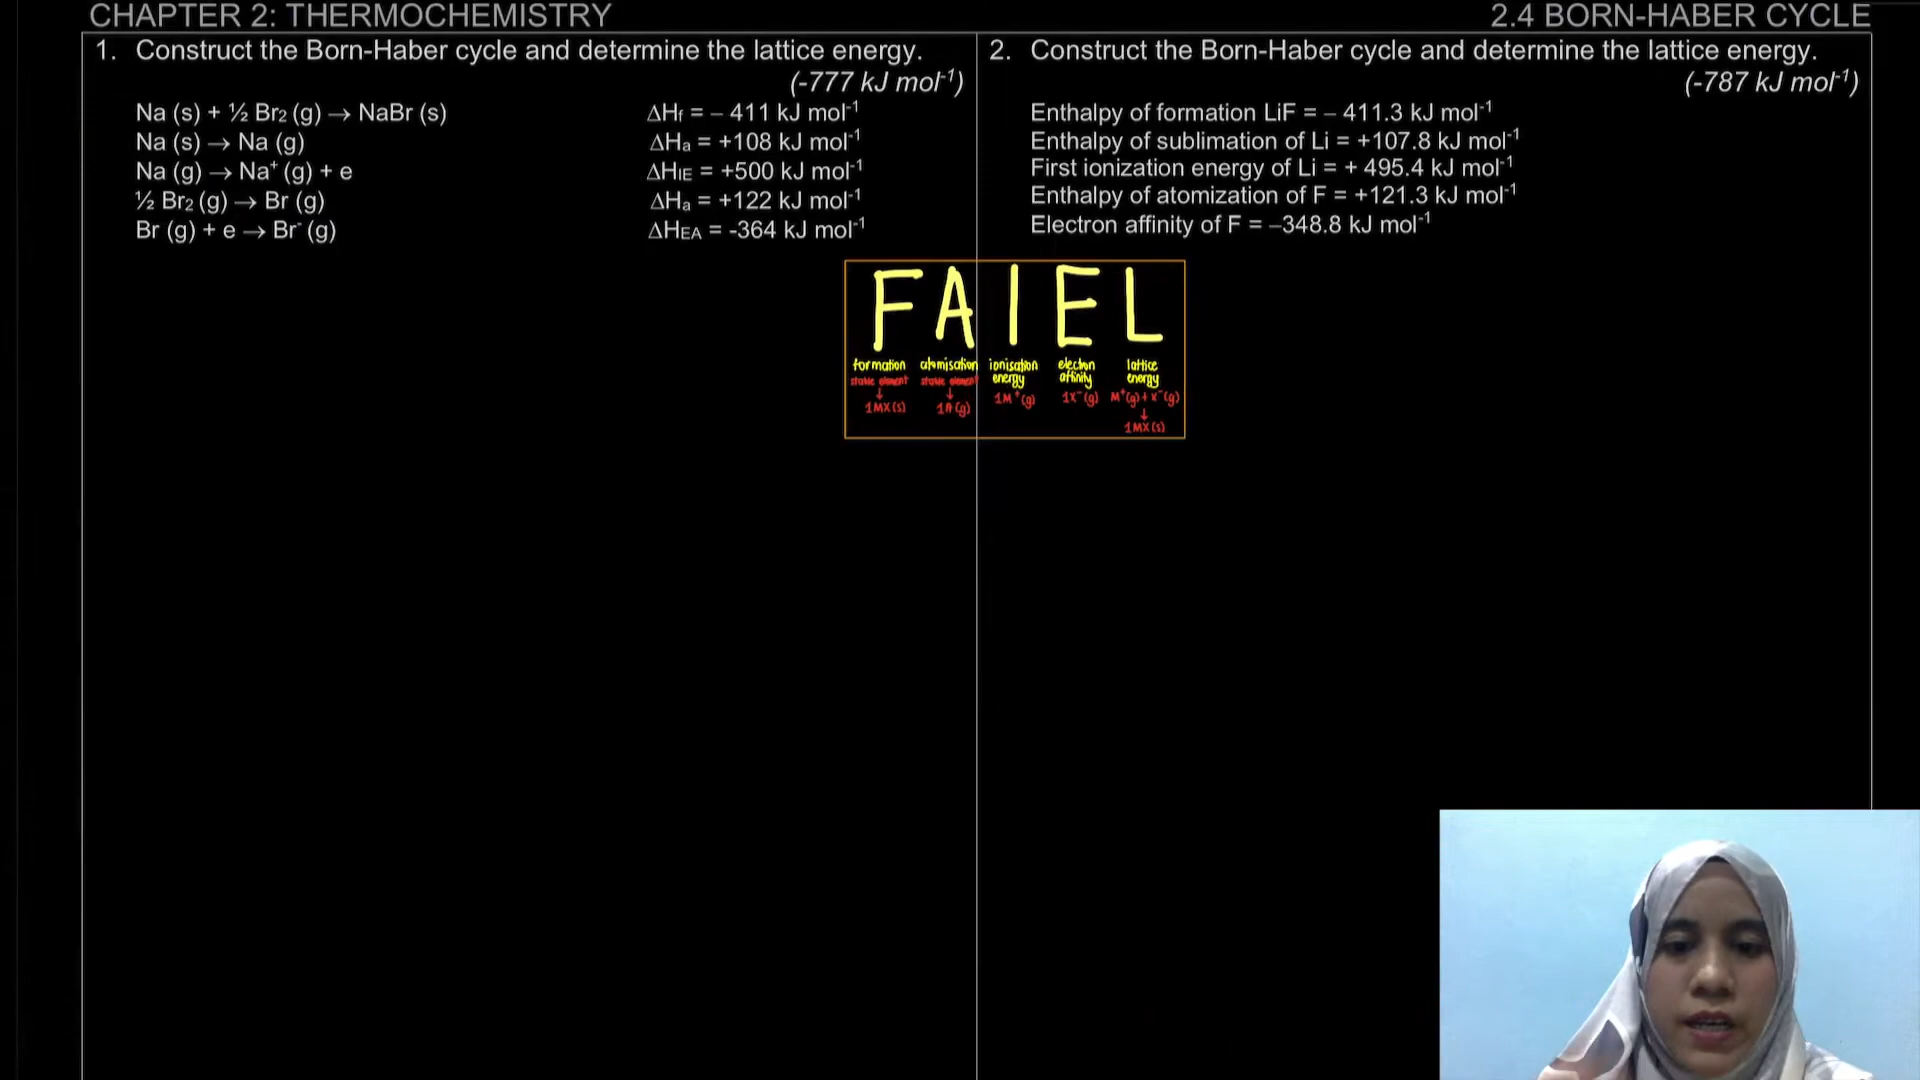 CHAPTER 2: THERMOCHEMISTRY
2.4 BORN-HABER CYCLE
1. Construct the Born-Haber cycle and determine the lattice energy.
(-777 kJ mol⁻¹)
Na (s) + ½ Br₂ (g) → NaBr (s) ΔHf = – 411 kJ mol⁻¹
Na (s) → Na (g) ΔHa = +108 kJ mol⁻¹
Na (g) → Na⁺ (g) + e ΔHIE = +500 kJ mol⁻¹
½ Br₂ (g) → Br (g) ΔHa = +122 kJ mol⁻¹
Br (g) + e → Br⁻ (g) ΔHEA = -364 kJ mol⁻¹
2. Construct the Born-Haber cycle and determine the lattice energy.
(-787 kJ mol⁻¹)
Enthalpy of formation LiF = – 411.3 kJ mol⁻¹
Enthalpy of sublimation of Li = +107.8 kJ mol⁻¹
First ionization energy of Li = + 495.4 kJ mol⁻¹
Enthalpy of atomization of F = +121.3 kJ mol⁻¹
Electron affinity of F = –348.8 kJ mol⁻¹
F A I E L
formation atomisation ionisation energy electron affinity lattice energy
stable element ↓ 1MX(s)
stable element ↓ 1A(g)
1M⁺(g)
1X⁻(g)
M⁺(g) + X⁻(g) ↓ 1MX(s)